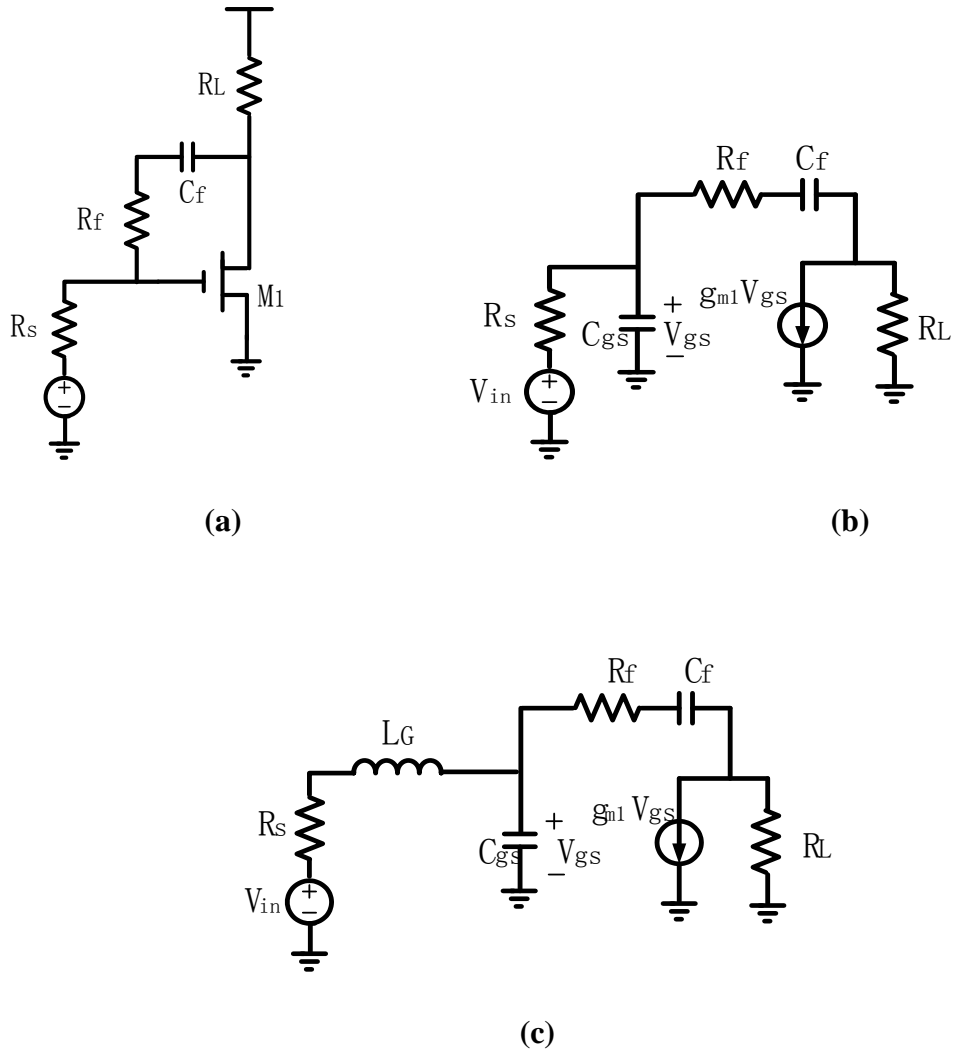 RL
Cf
Rf
M1
Rs
+
−
(a)
Rf
Cf
gm1Vgs
Rs
Cgs
+
Vgs
−
RL
Vin
+
−
(b)
Rf
Cf
LG
gm1Vgs
Rs
Cgs
+
Vgs
−
RL
Vin
+
−
(c)